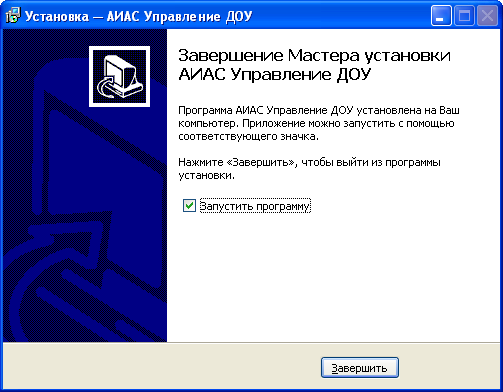 Установка — АИАС Управление ДОУ
Завершение Мастера установки
АИАС Управление ДОУ
Программа АИАС Управление ДОУ установлена на Ваш
компьютер. Приложение можно запустить с помощью
соответствующего значка.
Нажмите «Завершить», чтобы выйти из программы
установки.
Запустить программу
Завершить